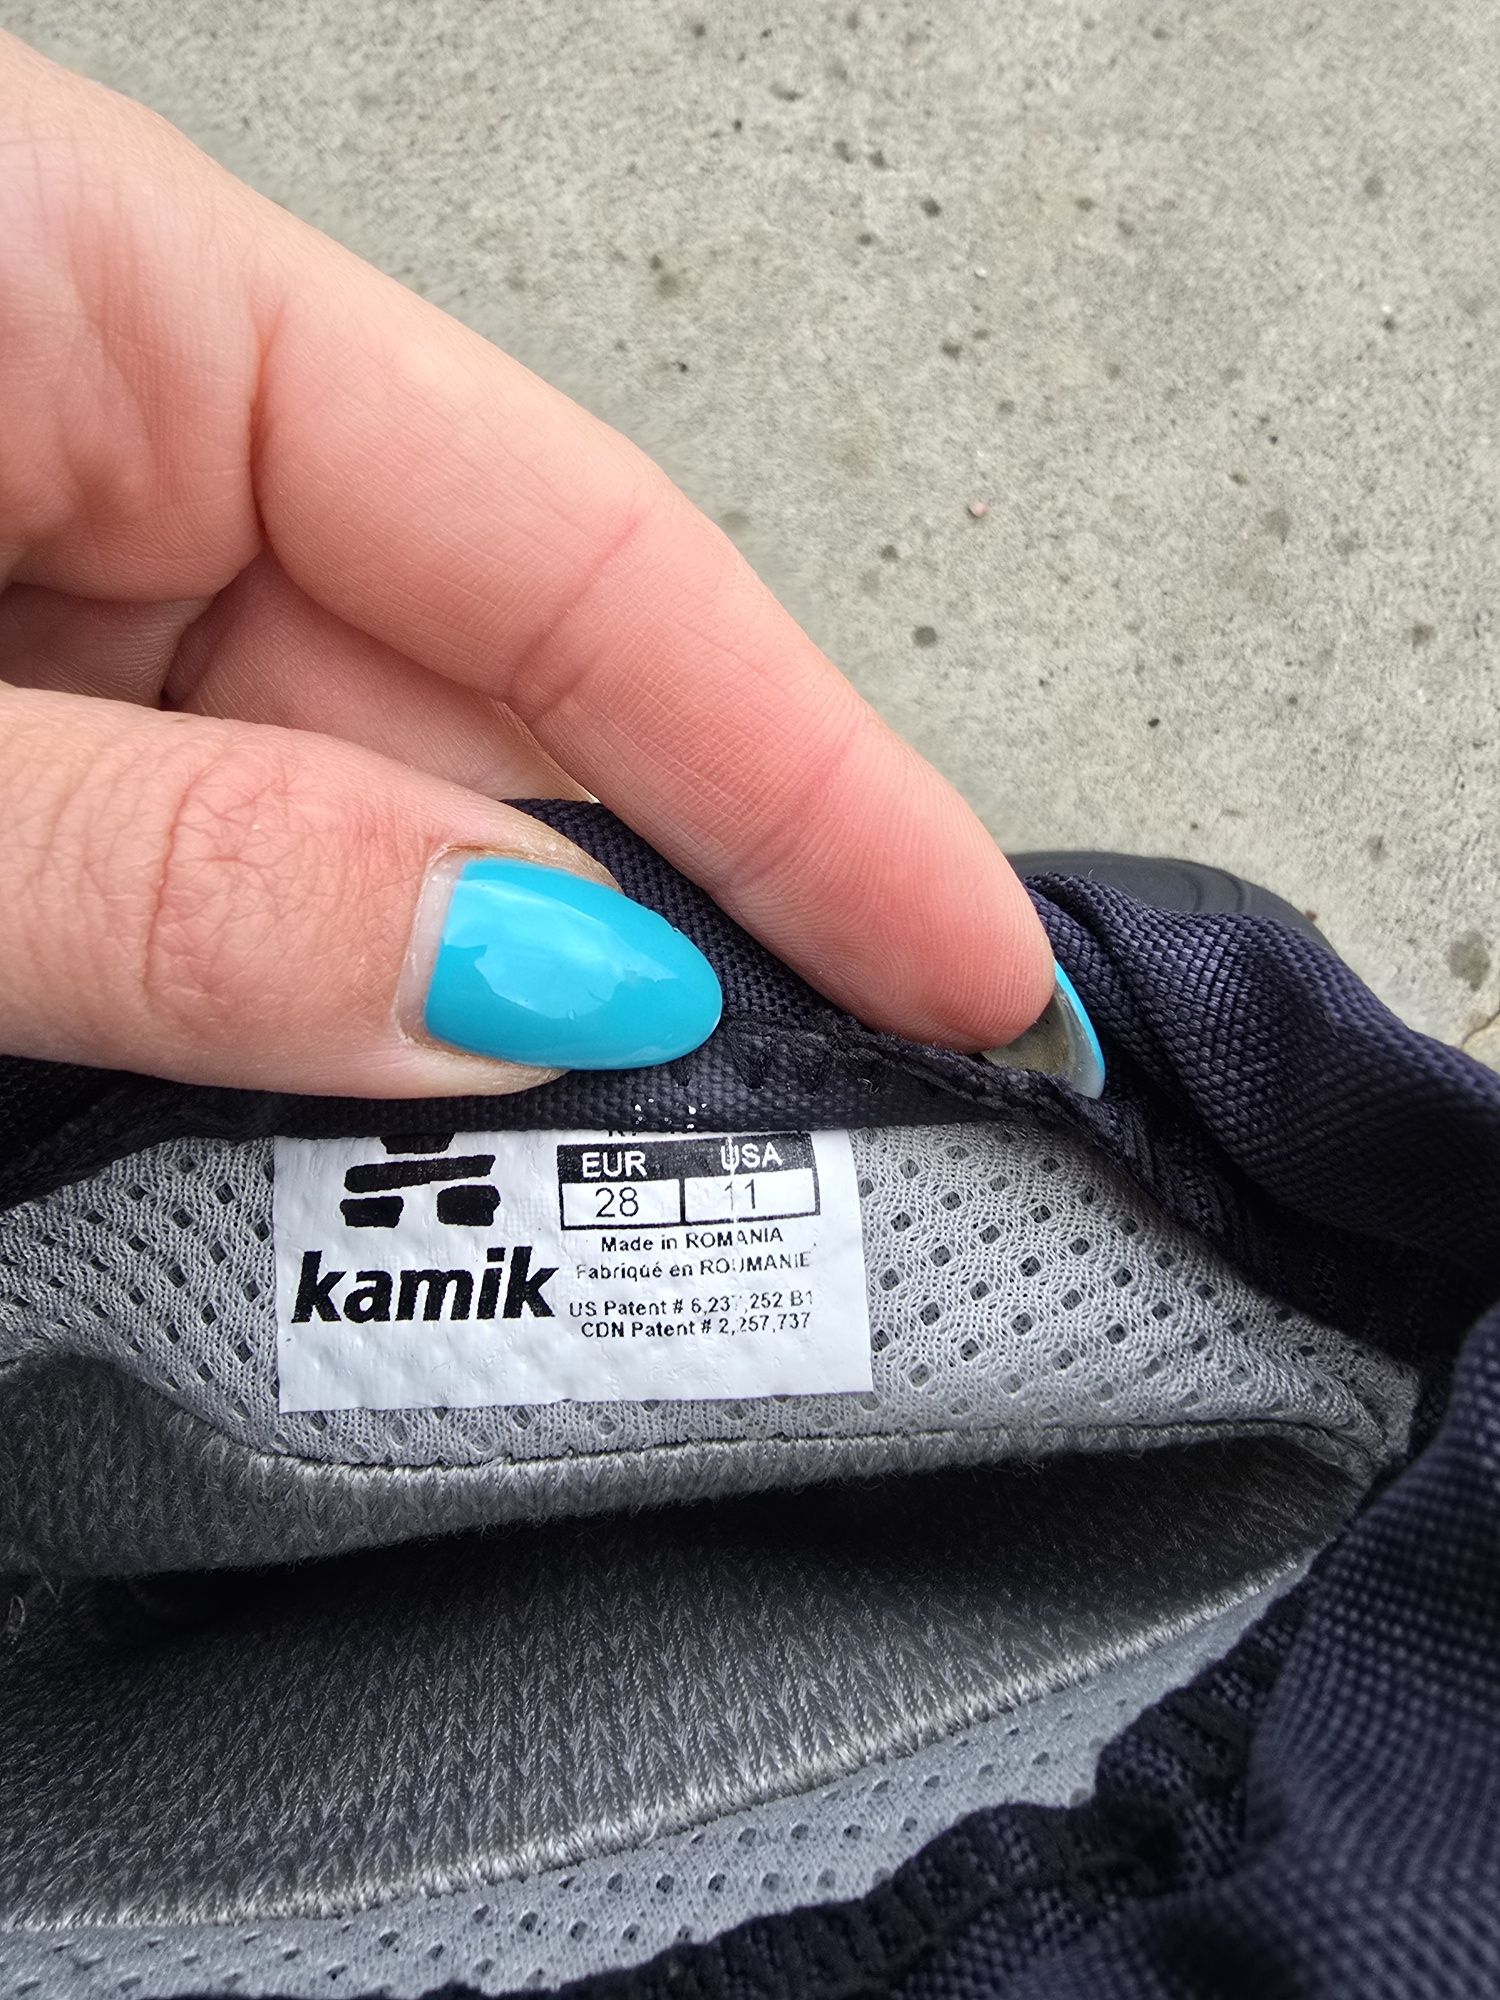 EUR USA
28 11
Made in ROMANIA
Fabriqué en ROUMANIE
kamik
US Patent # 6,237,252 B1
CDN Patent # 2,257,737